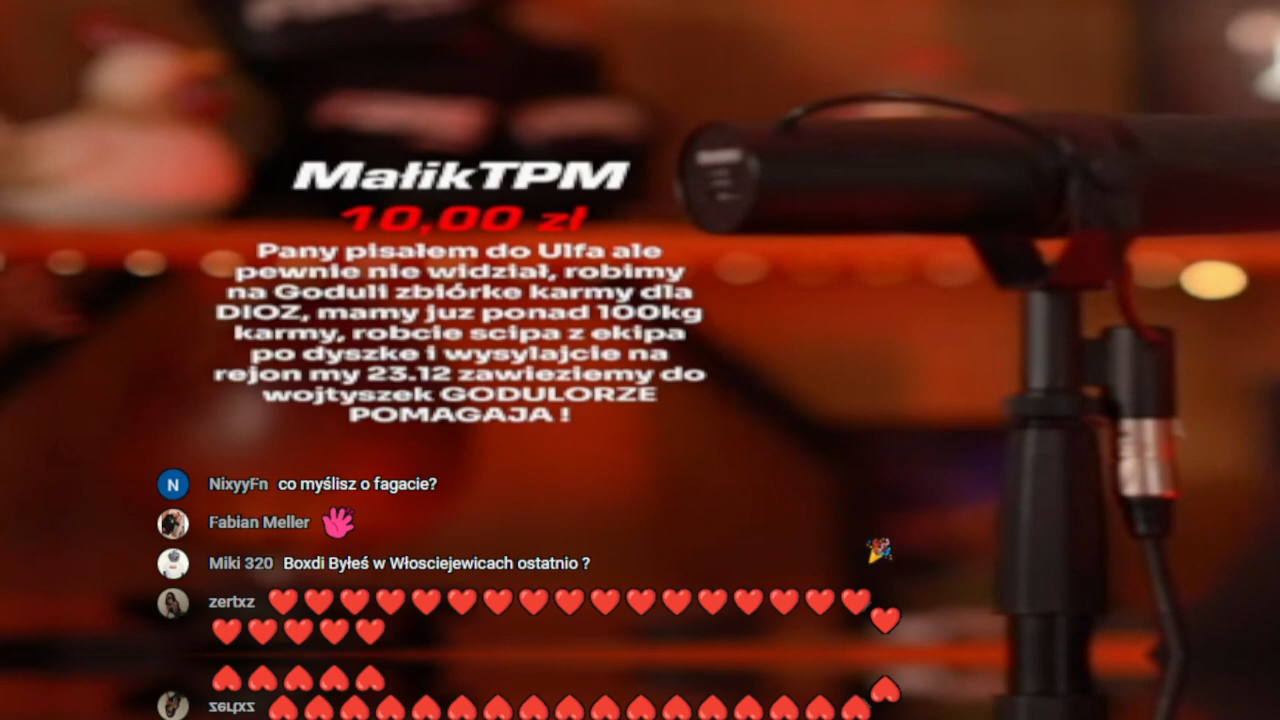 MałikTPM
10,00 zł
Pany pisałem do Ulfa ale
pewnie nie widział, robimy
na Goduli zbiórke karmy dla
DIOZ, mamy juz ponad 100kg
karmy, robcie scipa z ekipa
po dyszke i wysylajcie na
rejon my 23.12 zawieziemy do
wojtyszek GODULORZE
POMAGAJA !
N NixyyFn co myślisz o fagacie?
Fabian Meller
Miki 320 Boxdi Byłeś w Włosciejewicach ostatnio ?
zertxz ❤️❤️❤️❤️❤️❤️❤️❤️❤️❤️❤️❤️❤️❤️❤️❤️❤️
❤️❤️❤️❤️❤️
zertxz